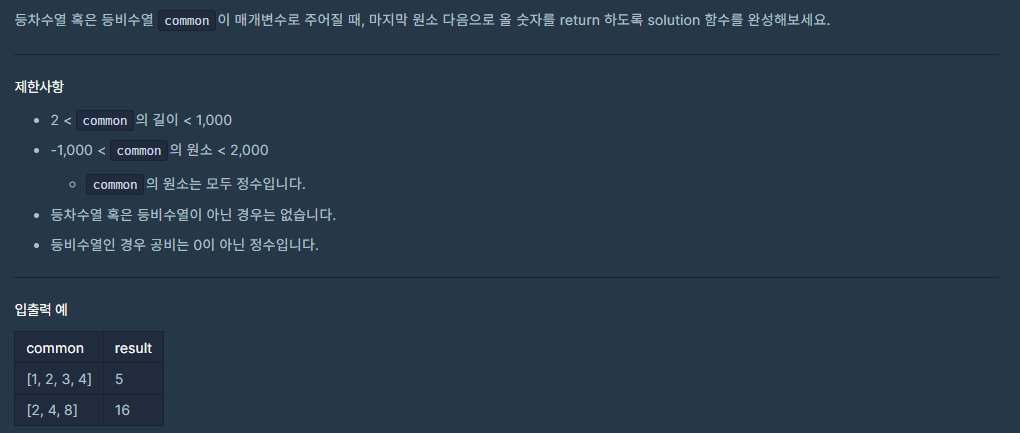 등차수열 혹은 등비수열 common 이 매개변수로 주어질 때, 마지막 원소 다음으로 올 숫자를 return 하도록 solution 함수를 완성해보세요.
제한사항
• 2 < common 의 길이 < 1,000
• -1,000 < common 의 원소 < 2,000
◦ common 의 원소는 모두 정수입니다.
• 등차수열 혹은 등비수열이 아닌 경우는 없습니다.
• 등비수열인 경우 공비는 0이 아닌 정수입니다.
입출력 예
common result
[1, 2, 3, 4] 5
[2, 4, 8] 16